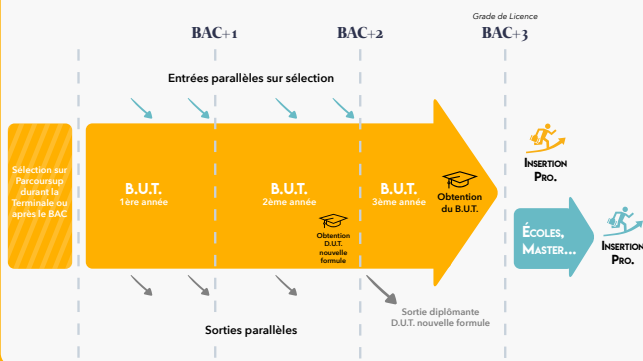 Grade de Licence
BAC+1
BAC+2
BAC+3
Entrées parallèles sur sélection
Sélection sur
Parcoursup
durant la
Terminale ou
après le BAC
B.U.T.
1ère année
B.U.T.
2ème année
Obtention
D.U.T.
nouvelle
formule
B.U.T.
3ème année
Obtention
du B.U.T.
Insertion
Pro.
Écoles,
Master...
Insertion
Pro.
Sorties parallèles
Sortie diplômante
D.U.T. nouvelle formule